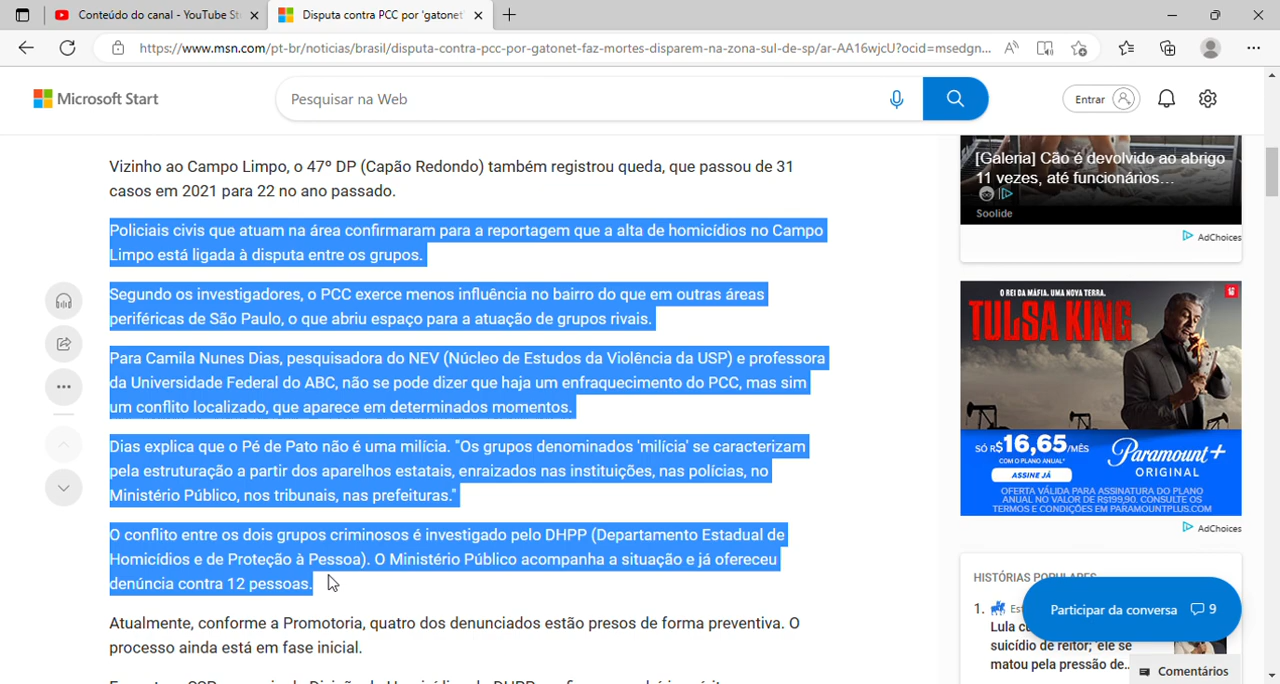 Conteúdo do canal - YouTube St
Disputa contra PCC por 'gatonet'
https://www.msn.com/pt-br/noticias/brasil/disputa-contra-pcc-por-gatonet-faz-mortes-disparem-na-zona-sul-de-sp/ar-AA16wjcU?ocid=msedgn...
Microsoft Start
Pesquisar na Web
Entrar
Vizinho ao Campo Limpo, o 47º DP (Capão Redondo) também registrou queda, que passou de 31
casos em 2021 para 22 no ano passado.
Policiais civis que atuam na área confirmaram para a reportagem que a alta de homicídios no Campo
Limpo está ligada à disputa entre os grupos.
Segundo os investigadores, o PCC exerce menos influência no bairro do que em outras áreas
periféricas de São Paulo, o que abriu espaço para a atuação de grupos rivais.
Para Camila Nunes Dias, pesquisadora do NEV (Núcleo de Estudos da Violência da USP) e professora
da Universidade Federal do ABC, não se pode dizer que haja um enfraquecimento do PCC, mas sim
um conflito localizado, que aparece em determinados momentos.
Dias explica que o Pé de Pato não é uma milícia. "Os grupos denominados 'milícia' se caracterizam
pela estruturação a partir dos aparelhos estatais, enraizados nas instituições, nas polícias, no
Ministério Público, nos tribunais, nas prefeituras."
O conflito entre os dois grupos criminosos é investigado pelo DHPP (Departamento Estadual de
Homicídios e de Proteção à Pessoa). O Ministério Público acompanha a situação e já ofereceu
denúncia contra 12 pessoas.
Atualmente, conforme a Promotoria, quatro dos denunciados estão presos de forma preventiva. O
processo ainda está em fase inicial.
[Galeria] Cão é devolvido ao abrigo
11 vezes, até funcionários...
Soolide
AdChoices
O REI DA MÁFIA. UMA NOVA TERRA.
TULSA KING
SÓ R$16,65/MÊS
COM O PLANO ANUAL*
ASSINE JÁ
Paramount+
ORIGINAL
OFERTA VÁLIDA PARA ASSINATURA DO PLANO
ANUAL NO VALOR DE R$199,90. CONSULTE OS
TERMOS E CONDIÇÕES EM PARAMOUNTPLUS.COM
AdChoices
HISTÓRIAS POPULARES
1.
Participar da conversa 9
suicídio de reitor; 'ele se
matou pela pressão de...
Comentários